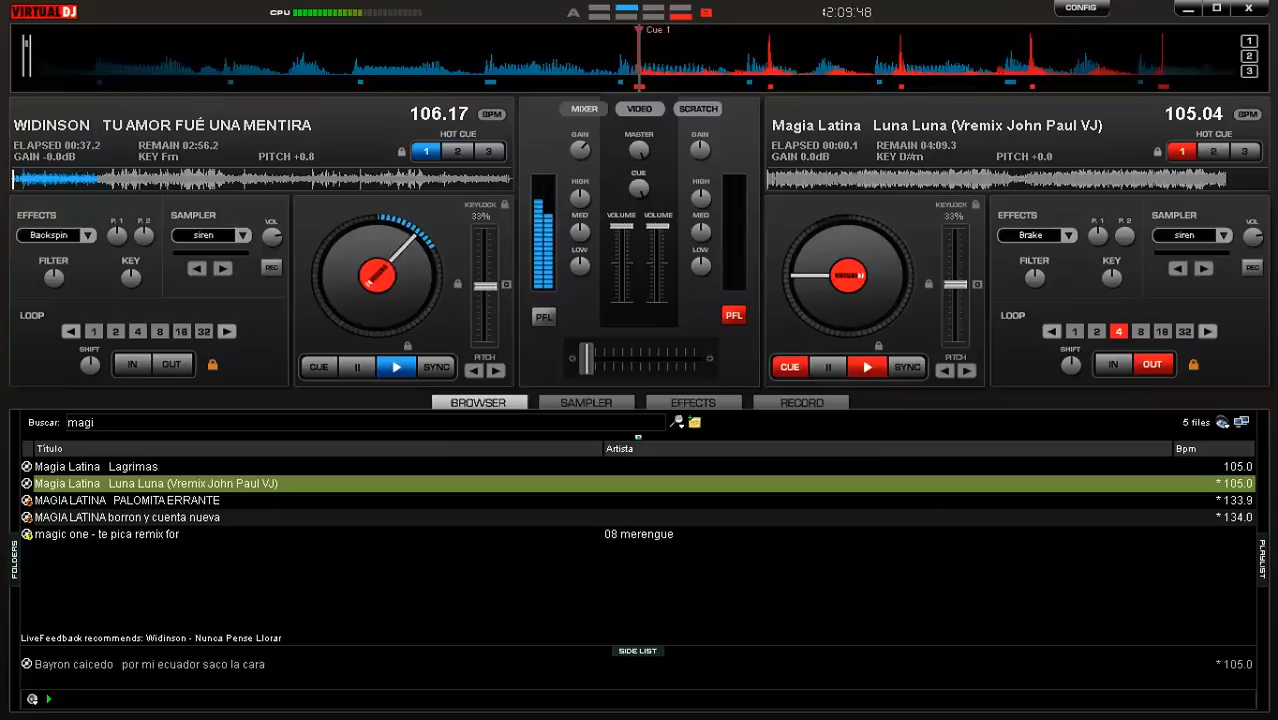 VIRTUAL DJ
CPU
A
B
12:09:48
CONFIG
Cue 1
1
2
3
WIDINSON TU AMOR FUÉ UNA MENTIRA
106.17 BPM
HOT CUE
ELAPSED 00:37.2 REMAIN 02:56.2
GAIN -0.0dB KEY Fm PITCH +0.8
1 2 3
MIXER VIDEO SCRATCH
GAIN MASTER GAIN
CUE
HIGH HIGH
MED VOLUME VOLUME MED
LOW LOW
PFL PFL
Magia Latina Luna Luna (Vremix John Paul VJ)
105.04 BPM
HOT CUE
ELAPSED 00:00.1 REMAIN 04:09.3
GAIN 0.0dB KEY D#m PITCH +0.0
1 2 3
EFFECTS P. 1 P. 2 SAMPLER VOL
Backspin siren
FILTER KEY REC
LOOP
1 2 4 8 16 32
SHIFT IN OUT
KEYLOCK
33%
CUE SYNC
PITCH
KEYLOCK
33%
VIRTUAL DJ
CUE SYNC
PITCH
EFFECTS P. 1 P. 2 SAMPLER VOL
Brake siren
FILTER KEY REC
LOOP
1 2 4 8 16 32
SHIFT IN OUT
BROWSER SAMPLER EFFECTS RECORD
Buscar: magi 5 files
Título Artista Bpm
Magia Latina Lagrimas 105.0
Magia Latina Luna Luna (Vremix John Paul VJ) * 105.0
MAGIA LATINA PALOMITA ERRANTE * 133.9
MAGIA LATINA borron y cuenta nueva * 134.0
magic one - te pica remix for 08 merengue
FOLDERS
PLAYLIST
LiveFeedback recommends: Widinson - Nunca Pense Llorar
SIDE LIST
Bayron caicedo por mi ecuador saco la cara * 105.0